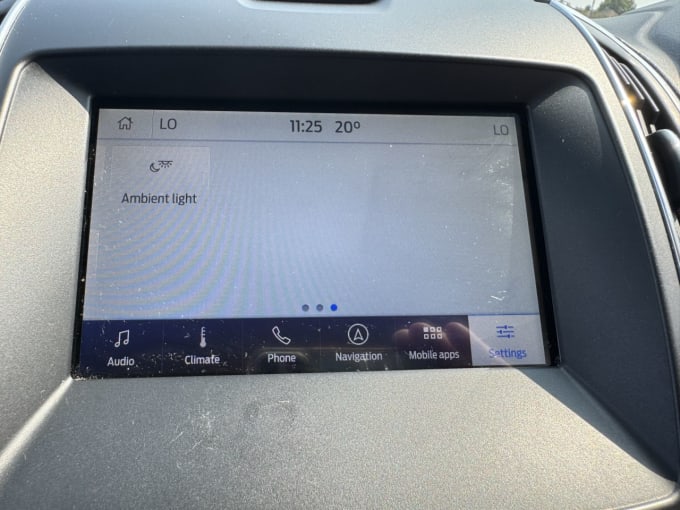 LO 11:25 20° LO
Ambient light
Audio Climate Phone Navigation Mobile apps Settings